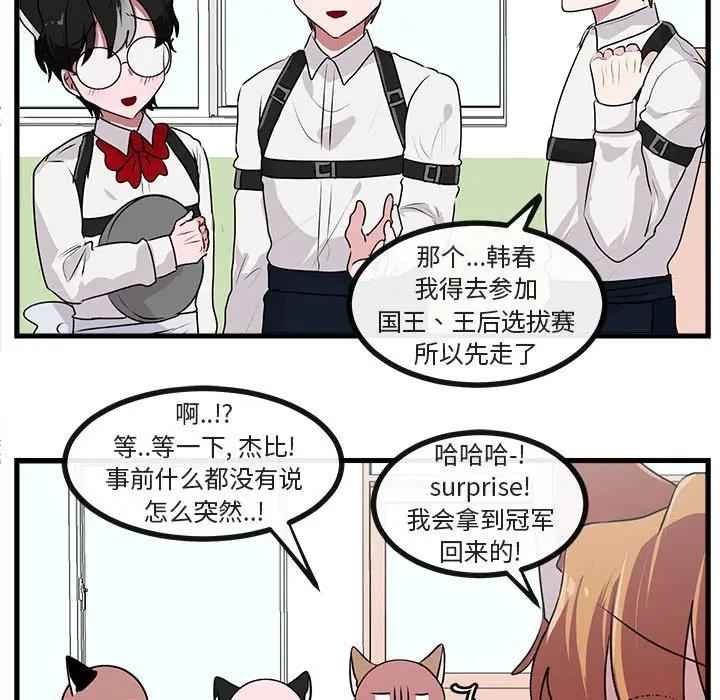 那个...韩春
我得去参加
国王、王后选拔赛
所以先走了
啊..!?
等..等一下, 杰比!
事前什么都没有说
怎么突然..!
哈哈哈-!
surprise!
我会拿到冠军
回来的!